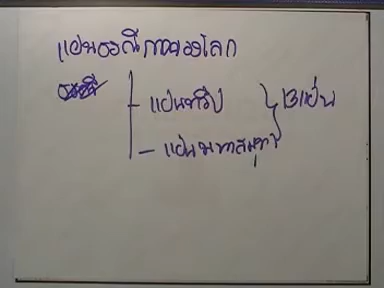 แผ่นธรณีภาคของโลก
แผ่นทวีป 13 แผ่น
แผ่นมหาสมุทร